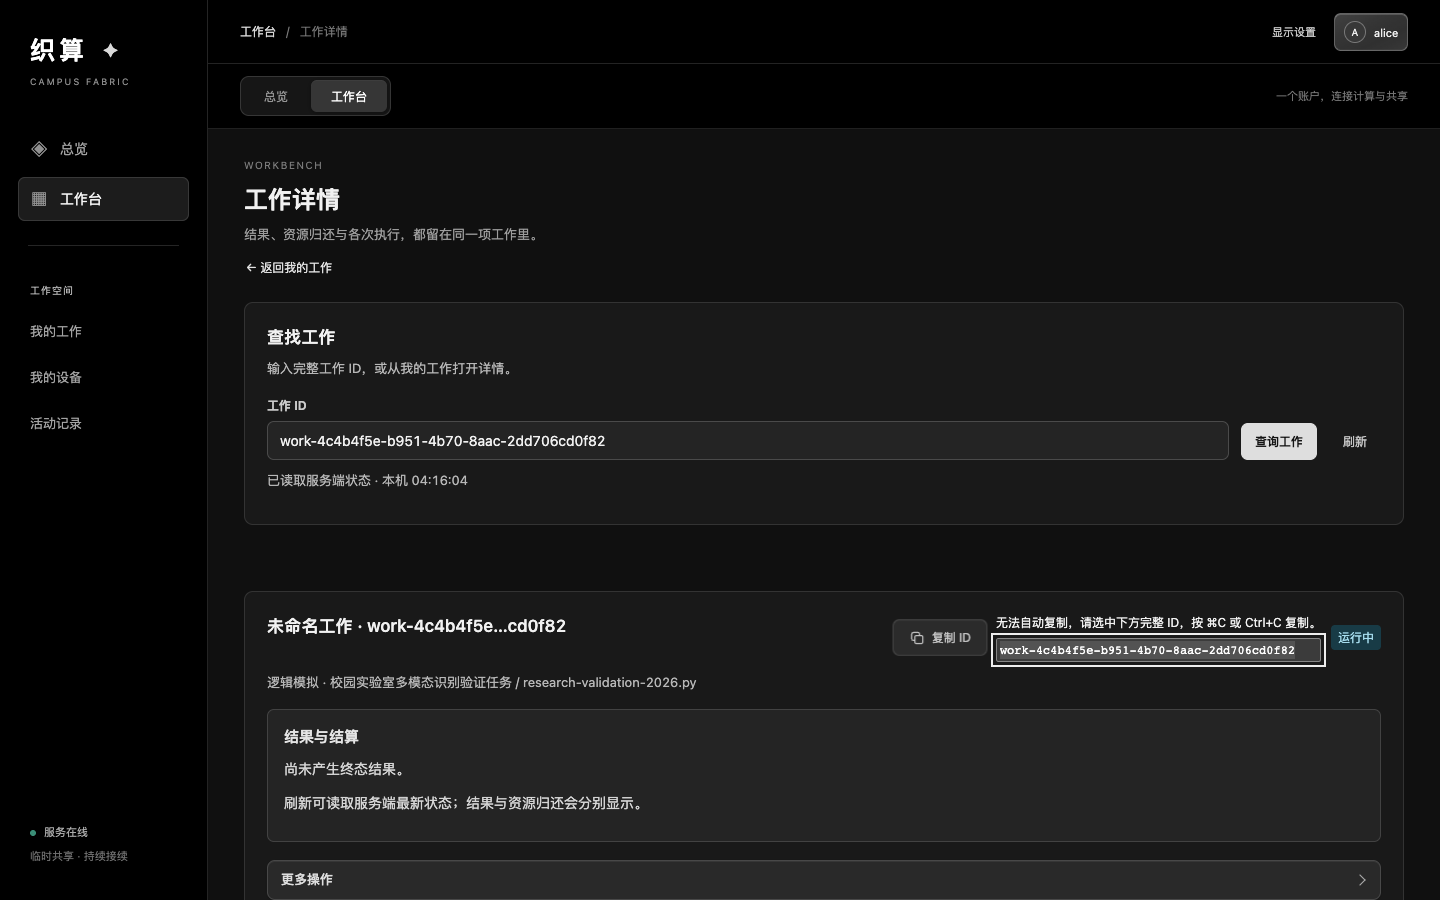 织算
CAMPUS FABRIC
总览
工作台
工作空间
我的工作
我的设备
活动记录
服务在线
临时共享 · 持续接续
工作台 / 工作详情
显示设置
A alice
总览 工作台
一个账户，连接计算与共享
WORKBENCH
工作详情
结果、资源归还与各次执行，都留在同一项工作里。
← 返回我的工作
查找工作
输入完整工作 ID，或从我的工作打开详情。
工作 ID
work-4c4b4f5e-b951-4b70-8aac-2dd706cd0f82
查询工作
刷新
已读取服务端状态 · 本机 04:16:04
未命名工作 · work-4c4b4f5e...cd0f82
复制 ID
无法自动复制，请选中下方完整 ID，按 ⌘C 或 Ctrl+C 复制。
work-4c4b4f5e-b951-4b70-8aac-2dd706cd0f82
运行中
逻辑模拟 · 校园实验室多模态识别验证任务 / research-validation-2026.py
结果与结算
尚未产生终态结果。
刷新可读取服务端最新状态；结果与资源归还会分别显示。
更多操作